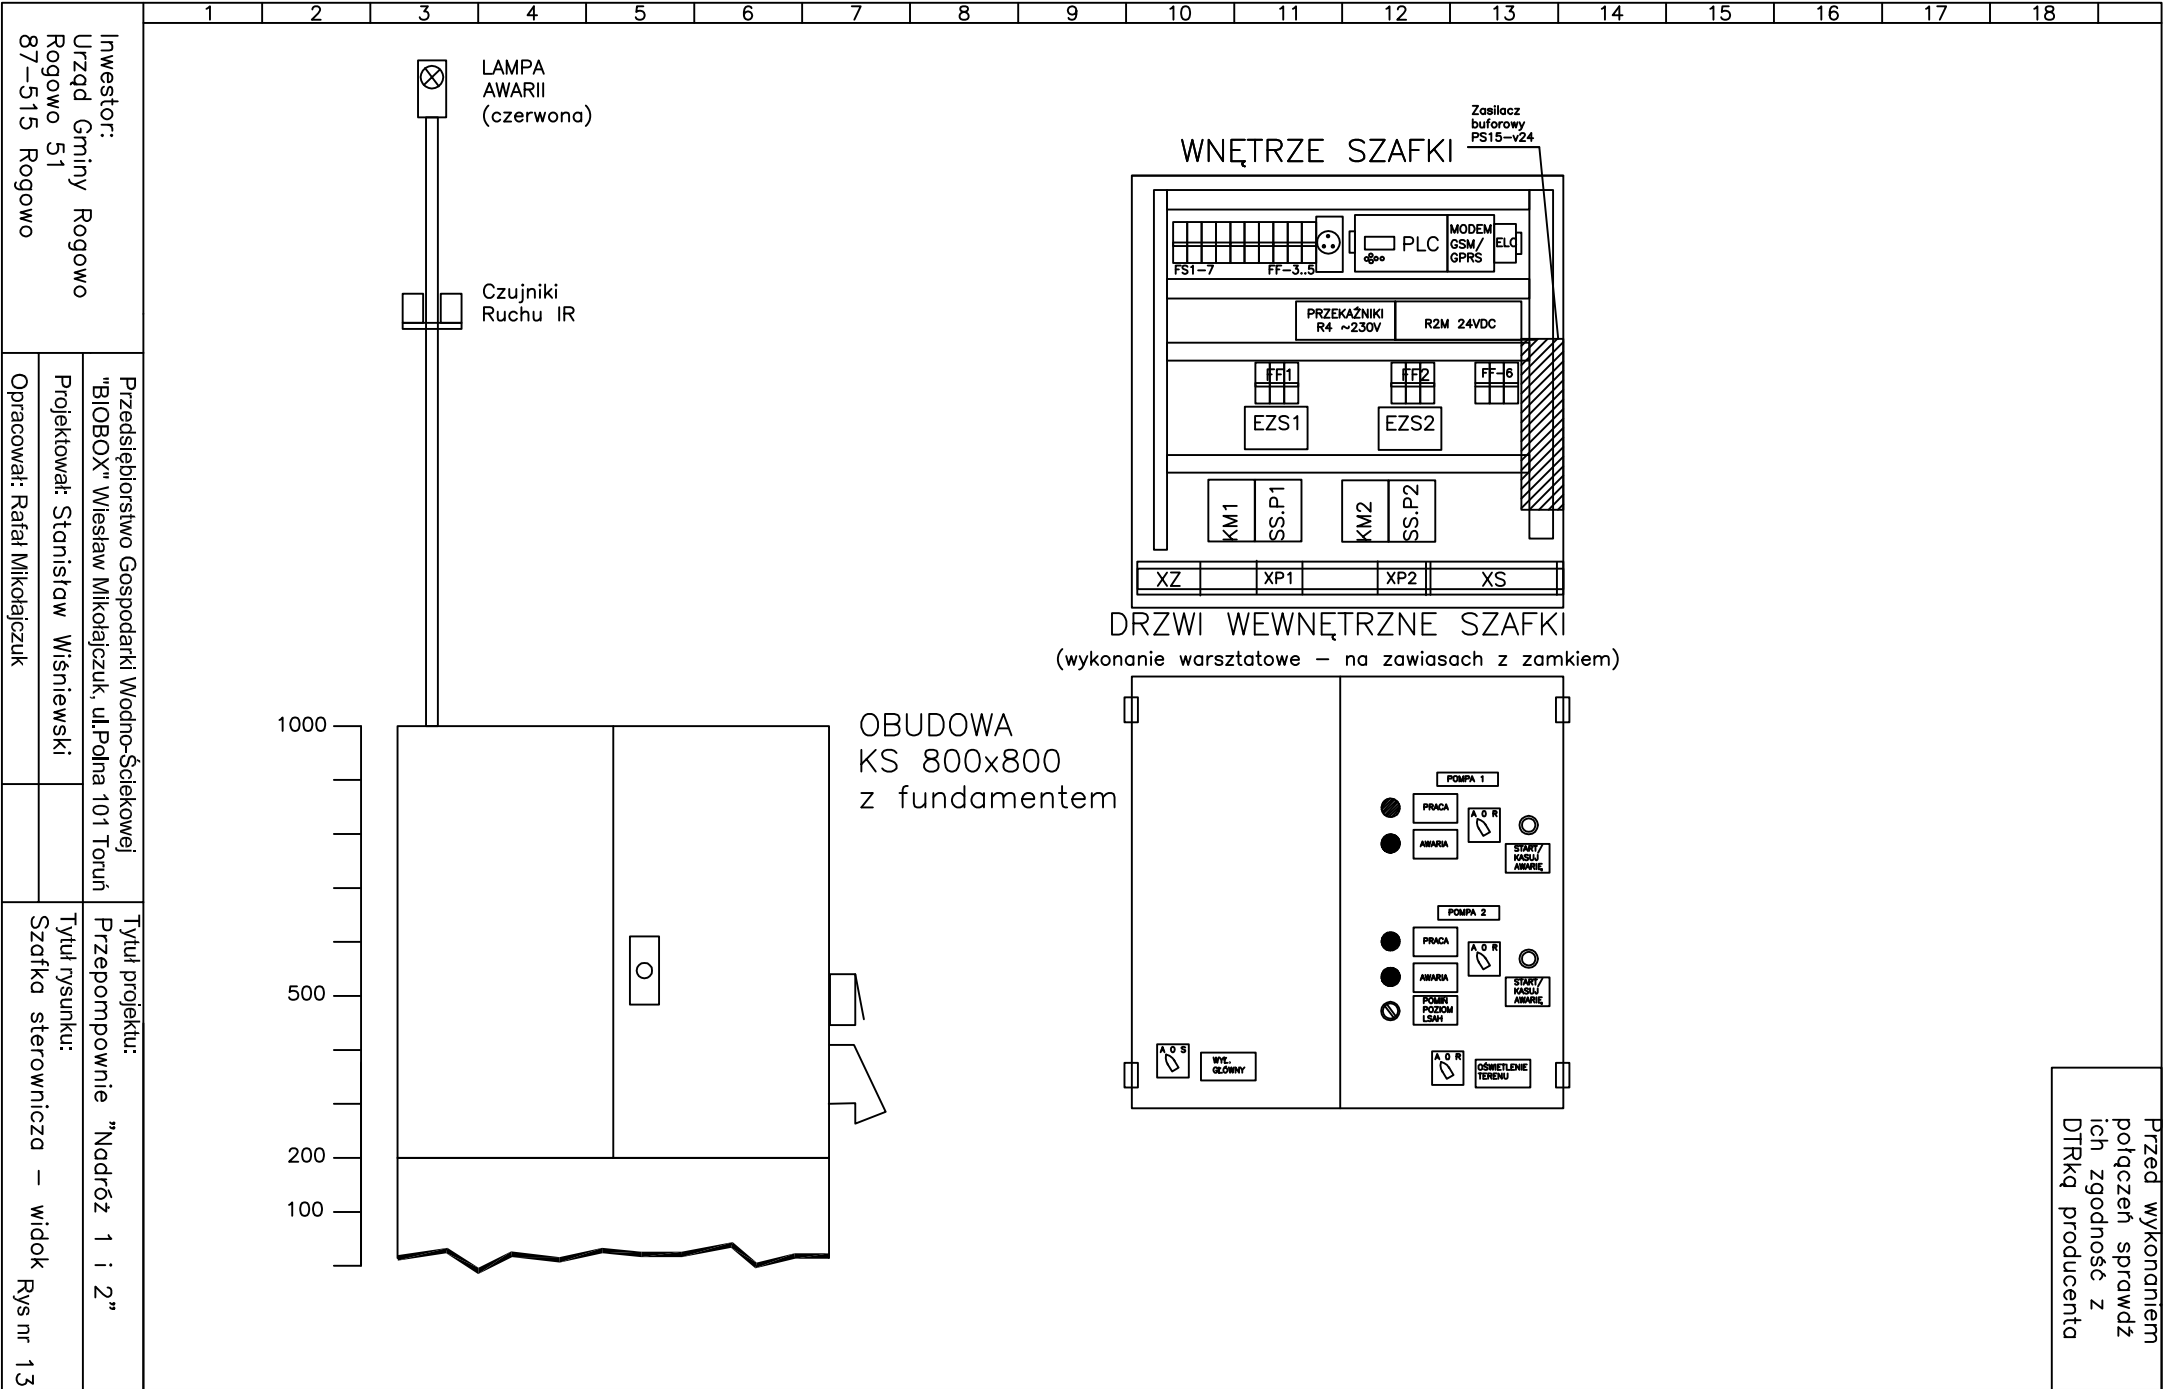 1 2 3 4 5 6 7 8 9 10 11 12 13 14 15 16 17 18
Inwestor:
Urząd Gminy Rogowo
Rogowo 51
87-515 Rogowo
Przedsiębiorstwo Gospodarki Wodno-Ściekowej
"BIOBOX" Wiesław Mikołajczuk, ul.Polna 101 Toruń
Projektował: Stanisław Wiśniewski
Opracował: Rafał Mikołajczuk
Tytuł projektu:
Przepompownie "Nadróż 1 i 2"
Tytuł rysunku:
Szafka sterownicza – widok
Rys nr 13
LAMPA
AWARII
(czerwona)
Czujniki
Ruchu IR
1000
500
200
100
OBUDOWA
KS 800x800
z fundamentem
Zasilacz
buforowy
PS15-v24
WNĘTRZE SZAFKI
FS1-7
FF-3..5
PLC
MODEM
GSM/
GPRS
ELC
PRZEKAŹNIKI
R4 ~230V
R2M 24VDC
FF1
FF2
FF-6
EZS1
EZS2
KM1
SS.P1
KM2
SS.P2
XZ
XP1
XP2
XS
DRZWI WEWNĘTRZNE SZAFKI
(wykonanie warsztatowe – na zawiasach z zamkiem)
POMPA 1
PRACA
A O R
AWARIA
START/
KASUJ
AWARIĘ
POMPA 2
PRACA
A O R
AWARIA
START/
KASUJ
AWARIĘ
POMIŃ
POZIOM
LSAH
A O S
WYŁ.
GŁÓWNY
A O R
OŚWIETLENIE
TERENU
Przed wykonaniem
połączeń sprawdź
ich zgodność z
DTRką producenta